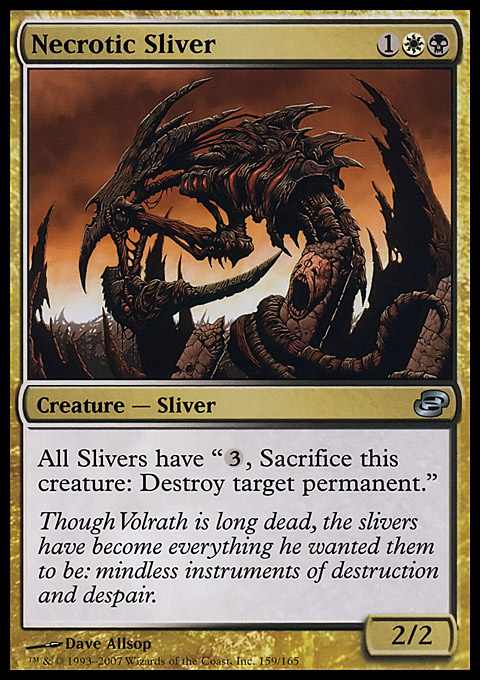 Necrotic Sliver 1
Creature — Sliver
All Slivers have “3, Sacrifice this
creature: Destroy target permanent.”
Though Volrath is long dead, the slivers
have become everything he wanted them
to be: mindless instruments of destruction
and despair.
Dave Allsop
2/2
™ & © 1993–2007 Wizards of the Coast, Inc. 159/165